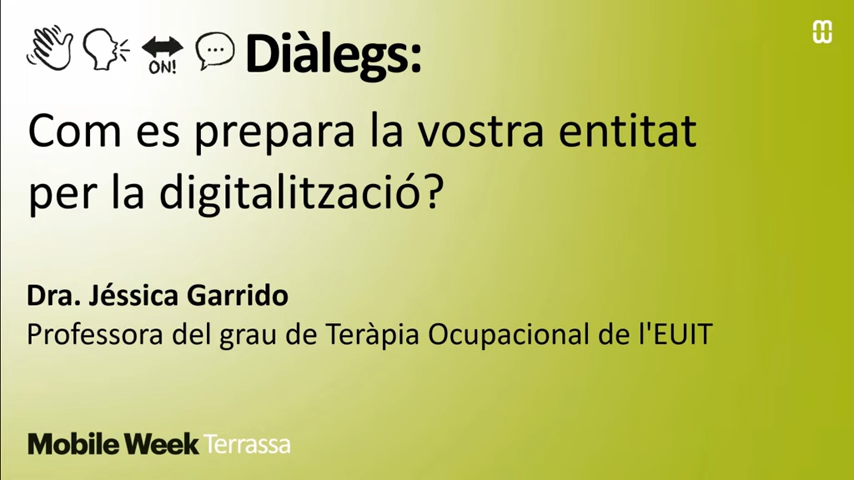 ON!
Diàlegs:
Com es prepara la vostra entitat
per la digitalització?
Dra. Jéssica Garrido
Professora del grau de Teràpia Ocupacional de l'EUIT
Mobile Week Terrassa